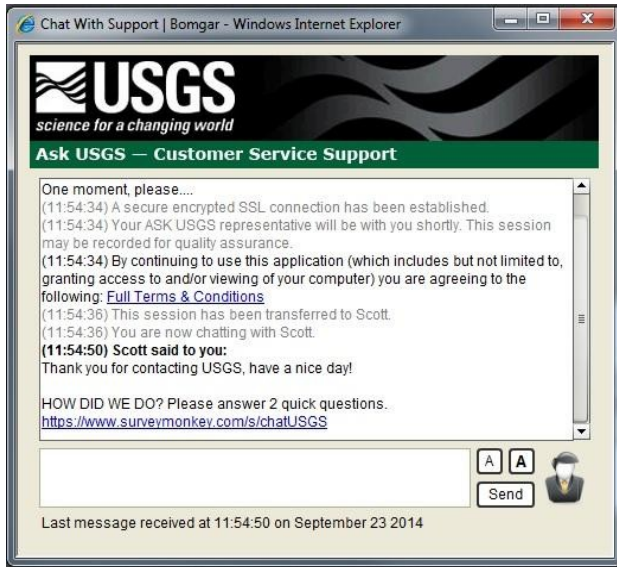 Chat With Support | Bomgar - Windows Internet Explorer
USGS
science for a changing world
Ask USGS — Customer Service Support
One moment, please....
(11:54:34) A secure encrypted SSL connection has been established.
(11:54:34) Your ASK USGS representative will be with you shortly. This session
may be recorded for quality assurance.
(11:54:34) By continuing to use this application (which includes but not limited to,
granting access to and/or viewing of your computer) you are agreeing to the
following: Full Terms & Conditions
(11:54:36) This session has been transferred to Scott.
(11:54:36) You are now chatting with Scott.
(11:54:50) Scott said to you:
Thank you for contacting USGS, have a nice day!
HOW DID WE DO? Please answer 2 quick questions.
https://www.surveymonkey.com/s/chatUSGS
A A
Send
Last message received at 11:54:50 on September 23 2014